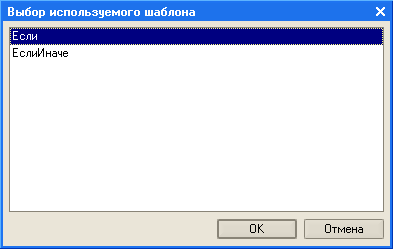 Выбор используемого шаблона
Если
ЕслиИначе
OK
Отмена